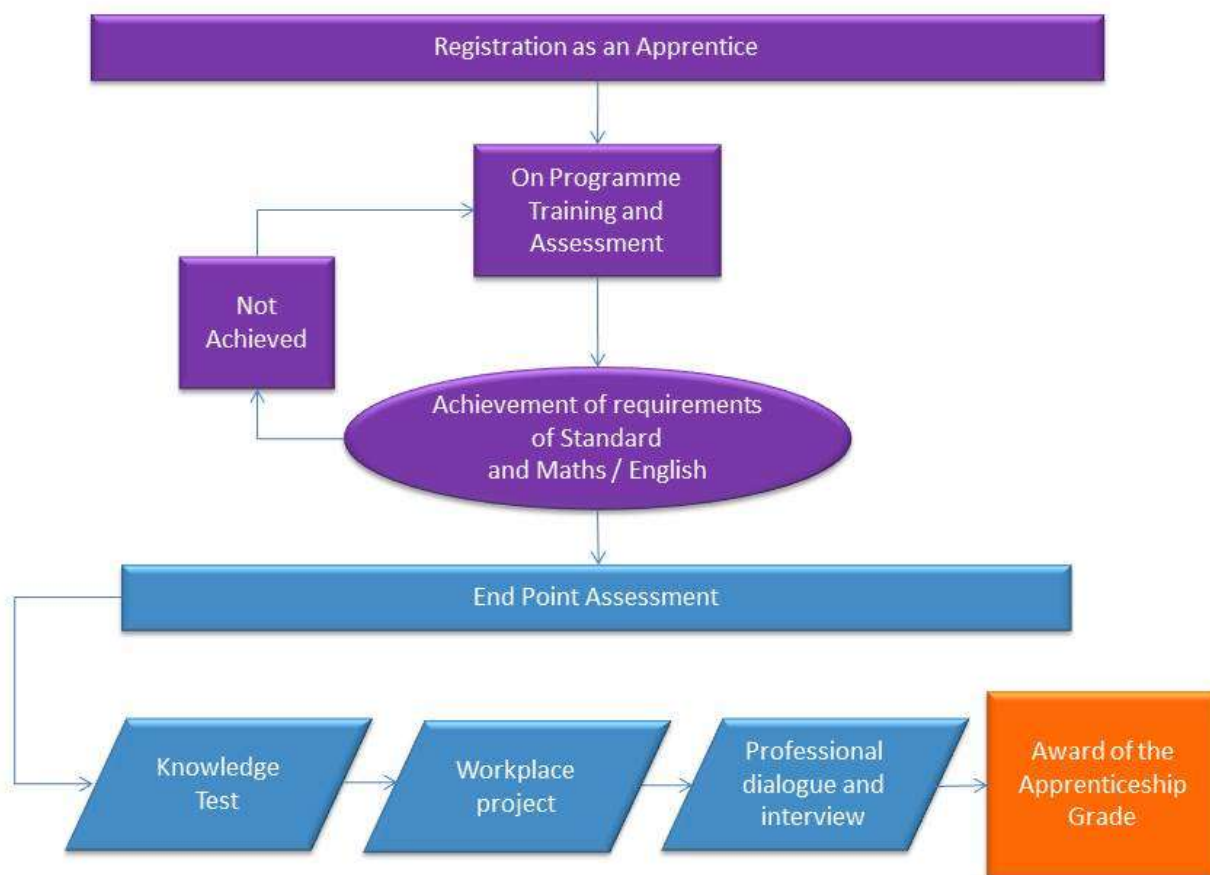 Registration as an Apprentice
On Programme
Training and
Assessment
Not
Achieved
Achievement of requirements
of Standard
and Maths / English
End Point Assessment
Knowledge
Test
Workplace
project
Professional
dialogue and
interview
Award of the
Apprenticeship
Grade